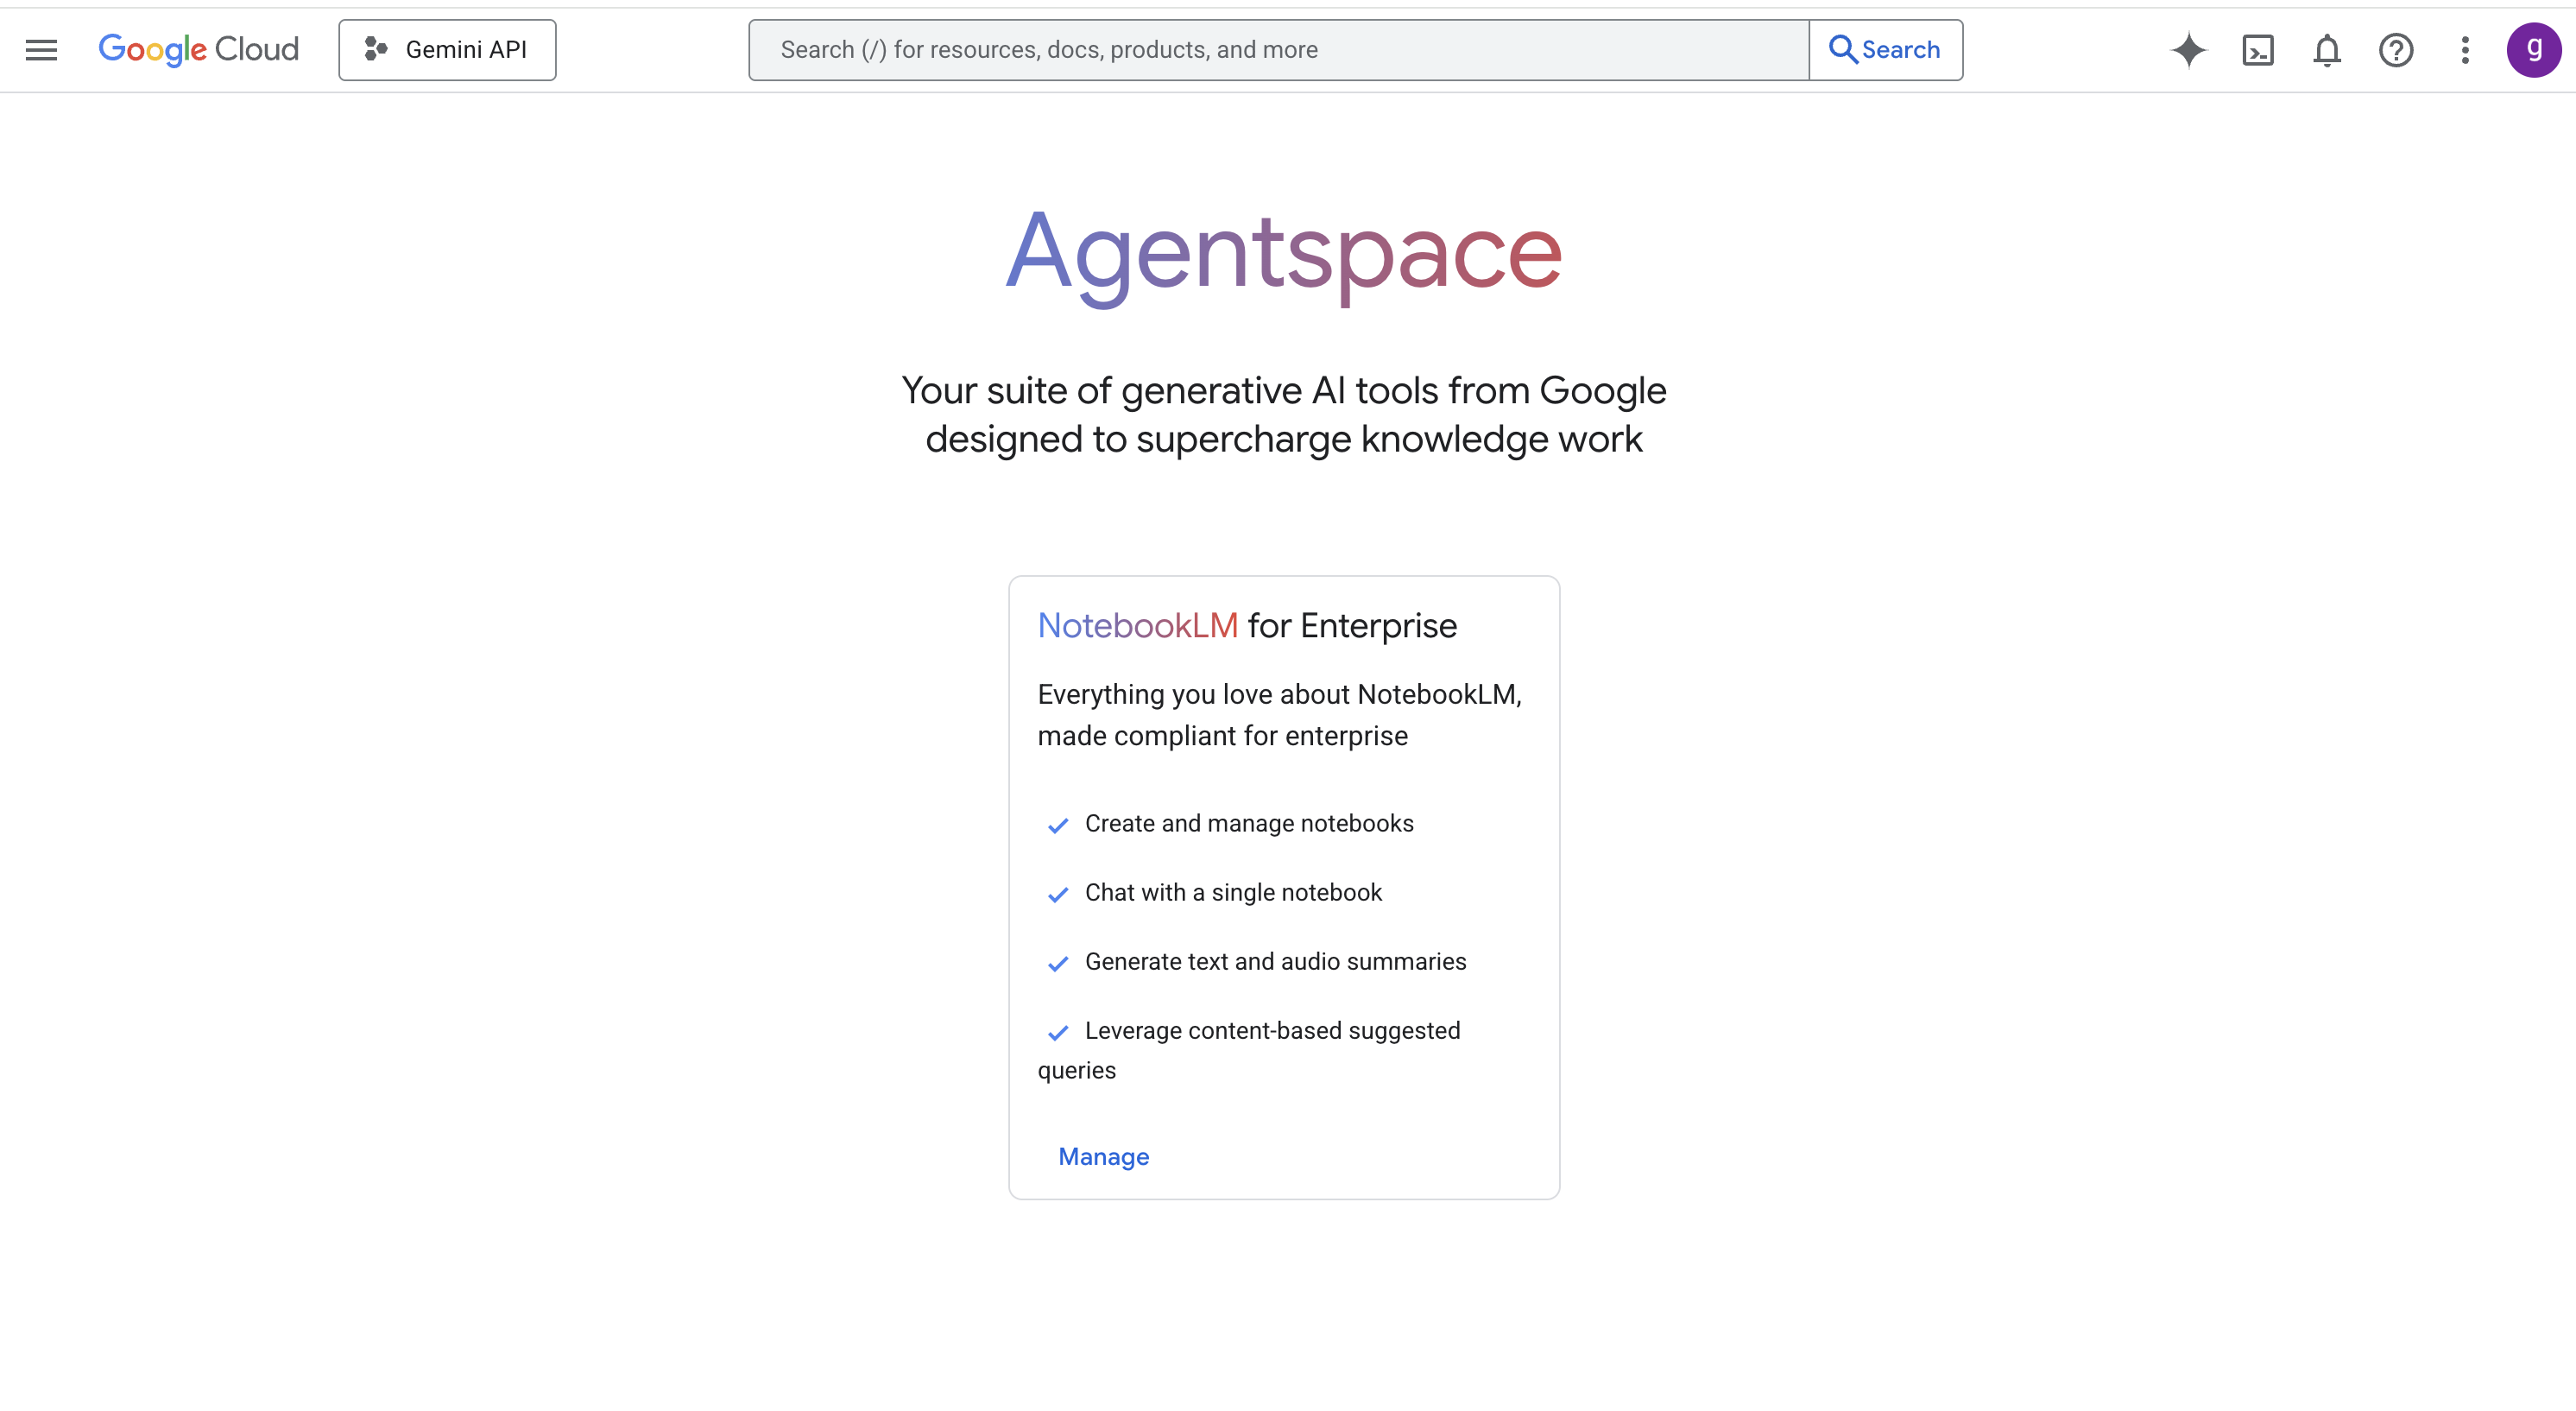 Google Cloud
Gemini API
Search (/) for resources, docs, products, and more
Search
g
Agentspace
Your suite of generative AI tools from Google
designed to supercharge knowledge work
NotebookLM for Enterprise
Everything you love about NotebookLM,
made compliant for enterprise
Create and manage notebooks
Chat with a single notebook
Generate text and audio summaries
Leverage content-based suggested
queries
Manage